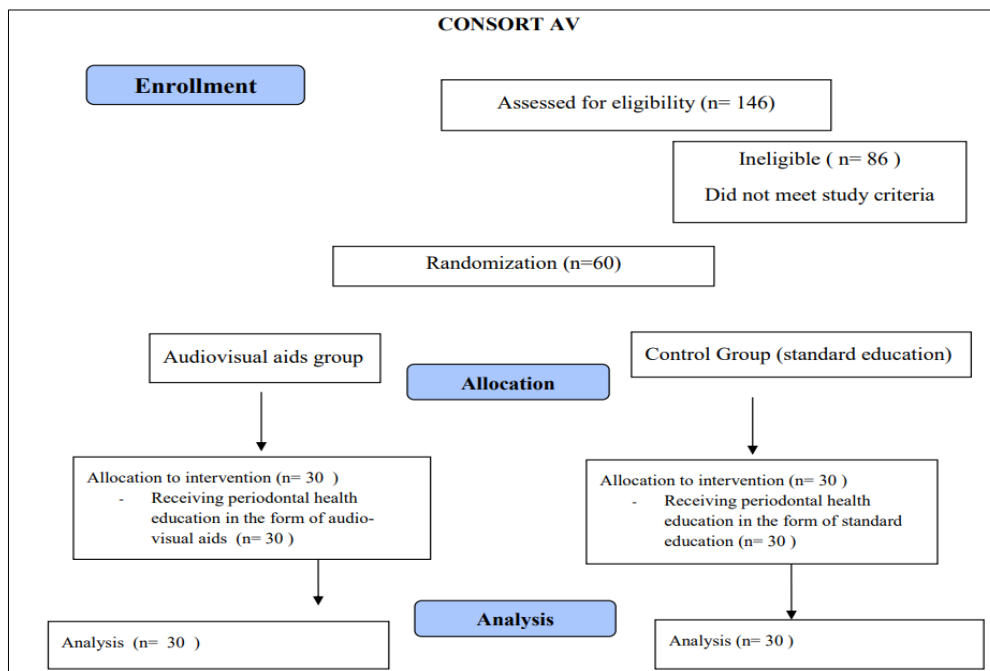 CONSORT AV
Enrollment
Assessed for eligibility (n= 146)
Ineligible ( n= 86 )
Did not meet study criteria
Randomization (n=60)
Audiovisual aids group
Control Group (standard education)
Allocation
Allocation to intervention (n= 30 )
- Receiving periodontal health
education in the form of audio-
visual aids (n= 30 )
Allocation to intervention (n= 30 )
- Receiving periodontal health
education in the form of standard
education (n= 30 )
Analysis
Analysis (n= 30 )
Analysis (n= 30 )